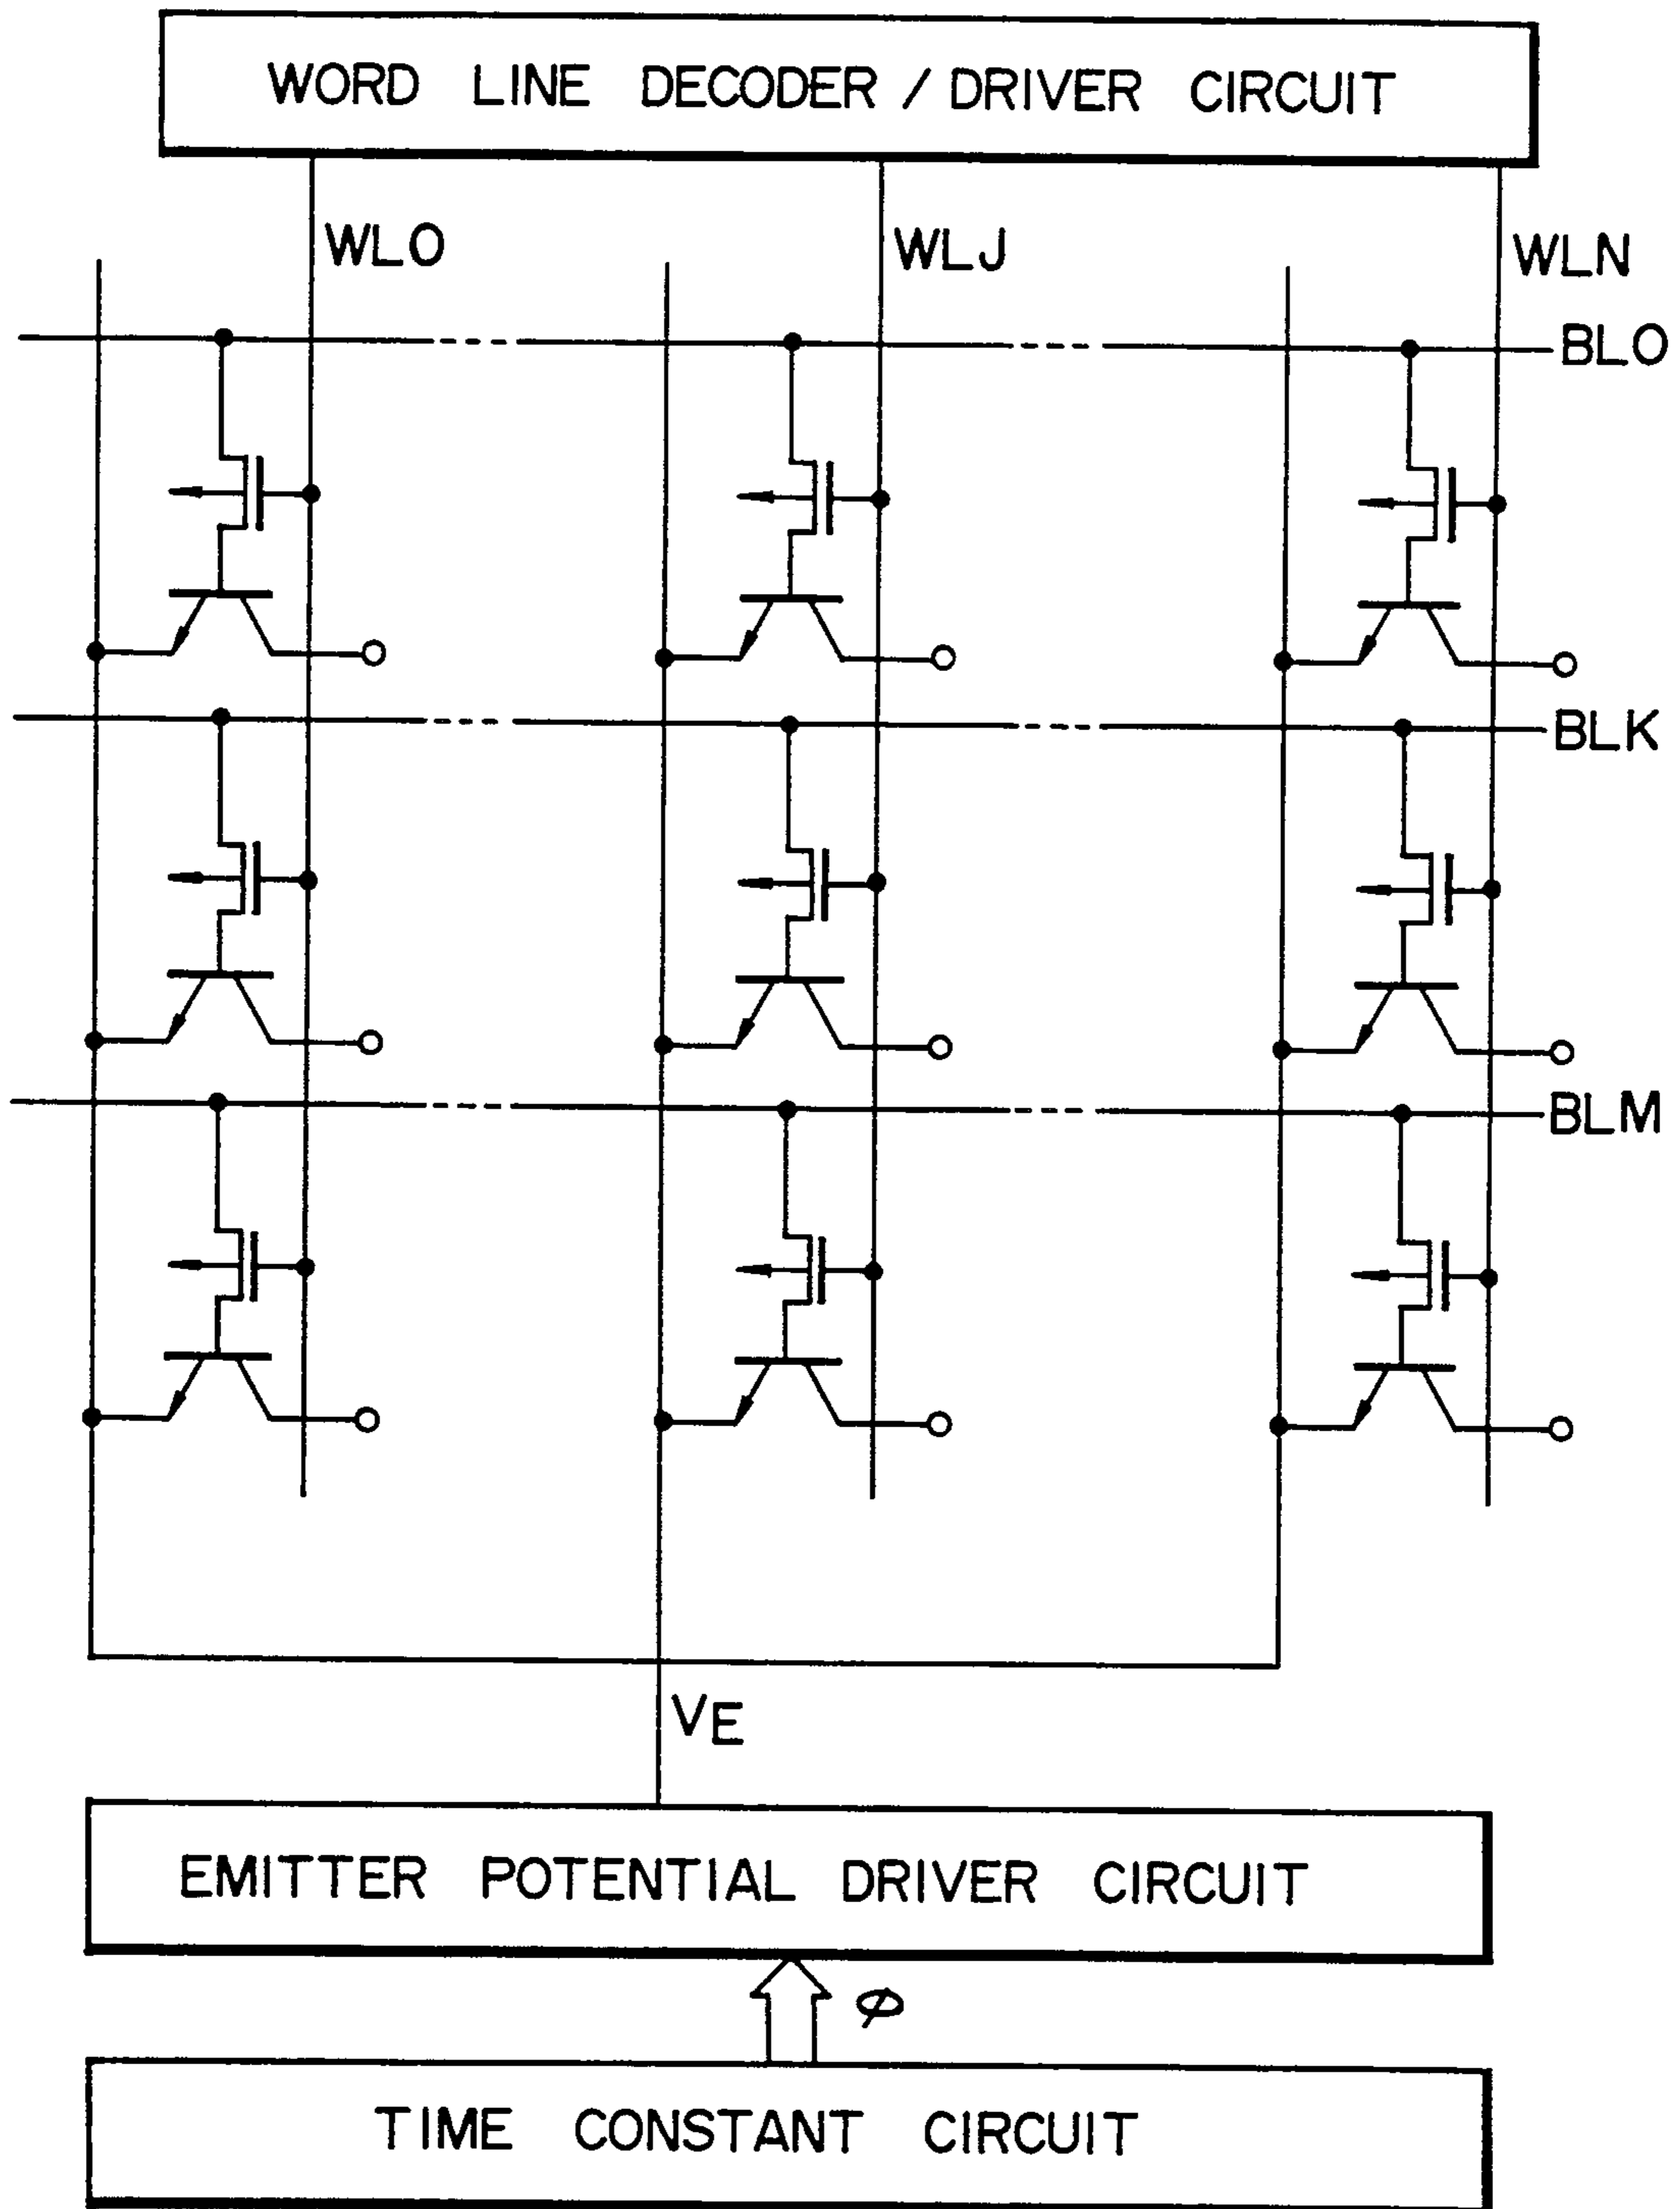 WORD LINE DECODER / DRIVER CIRCUIT
WLO
WLJ
WLN
BLO
BLK
BLM
VE
EMITTER POTENTIAL DRIVER CIRCUIT
φ
TIME CONSTANT CIRCUIT